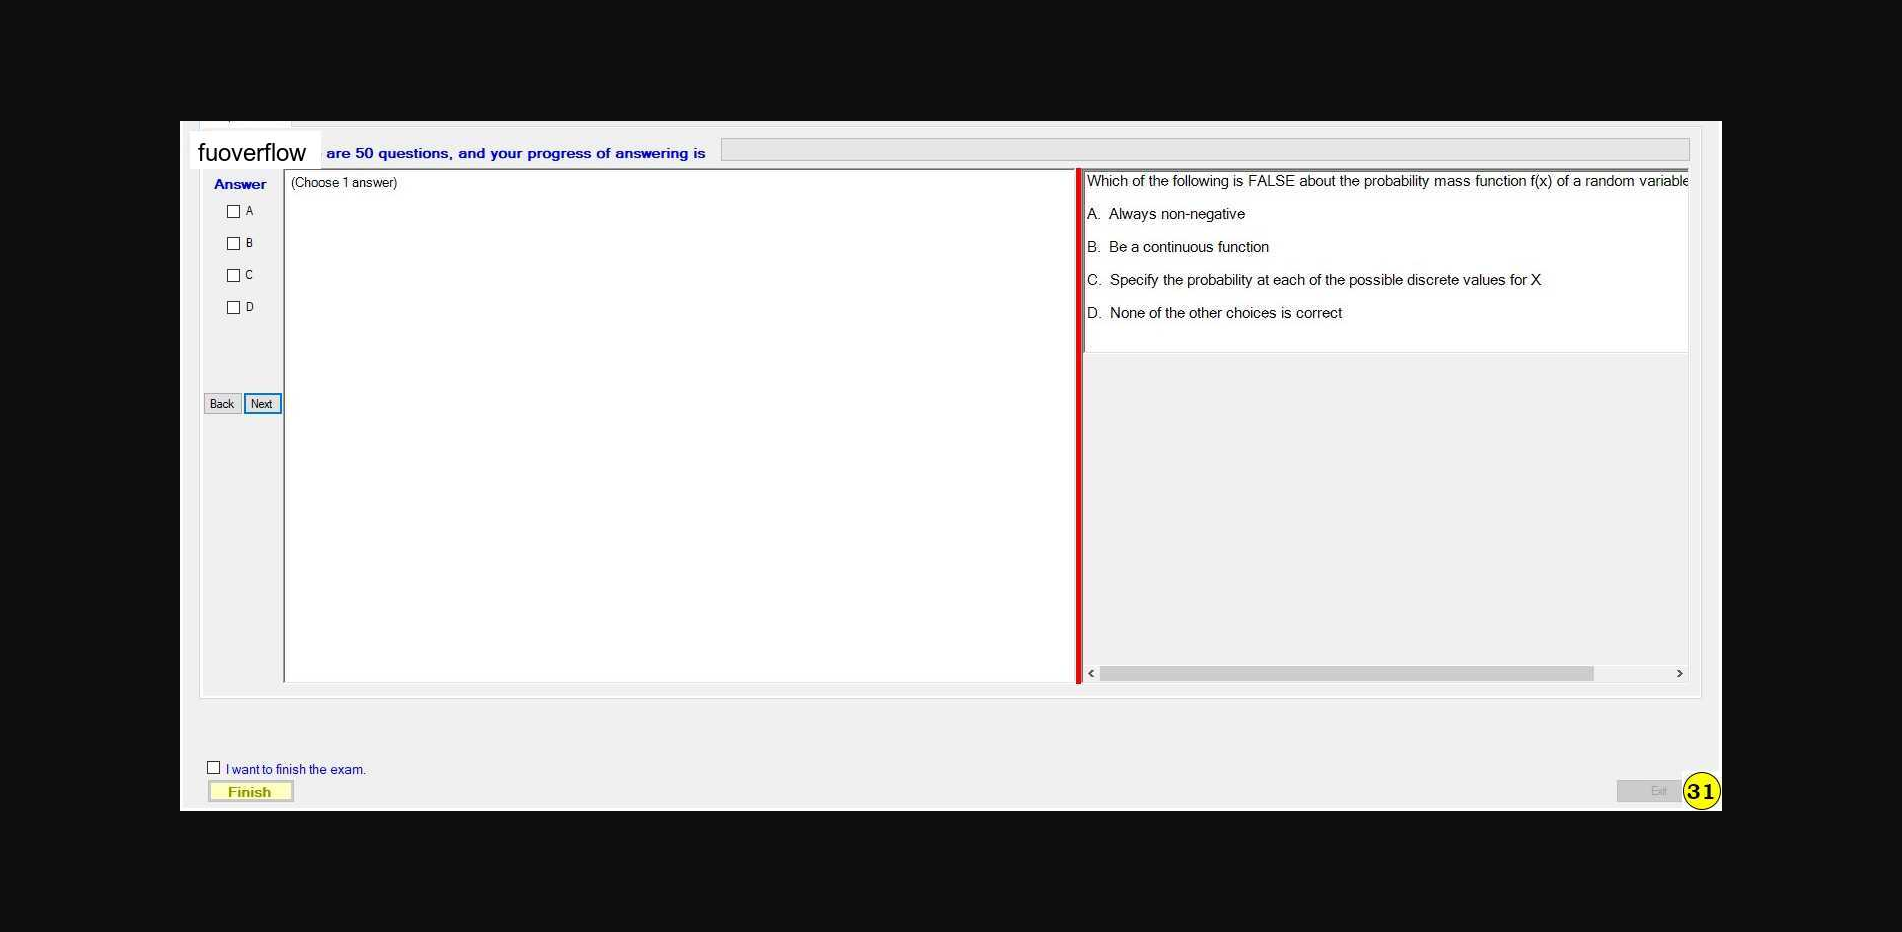 fuoverflow are 50 questions, and your progress of answering is
Answer
A
B
C
D
Back Next
(Choose 1 answer)
Which of the following is FALSE about the probability mass function f(x) of a random variable
A. Always non-negative
B. Be a continuous function
C. Specify the probability at each of the possible discrete values for X
D. None of the other choices is correct
I want to finish the exam.
Finish
Exit
31